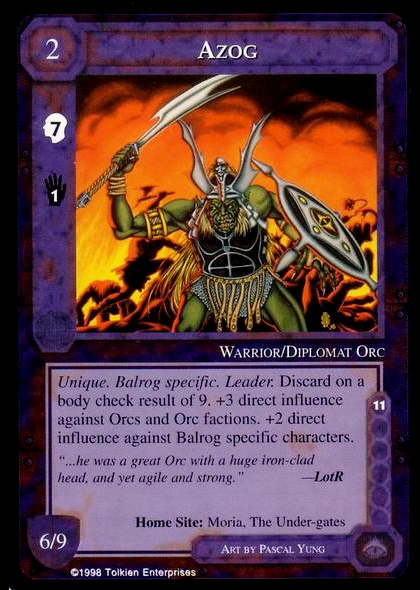 2
AZOG
7
1
WARRIOR/DIPLOMAT ORC
Unique. Balrog specific. Leader. Discard on a
body check result of 9. +3 direct influence
against Orcs and Orc factions. +2 direct
influence against Balrog specific characters.
11
“...he was a great Orc with a huge iron-clad
head, and yet agile and strong.” —LotR
Home Site: Moria, The Under-gates
6/9
ART BY PASCAL YUNG
©1998 Tolkien Enterprises